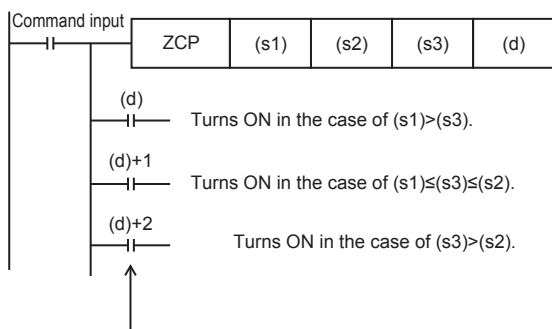 Command input
ZCP (s1) (s2) (s3) (d)
(d)
Turns ON in the case of (s1)>(s3).
(d)+1
Turns ON in the case of (s1)≤(s3)≤(s2).
(d)+2
Turns ON in the case of (s3)>(s2).